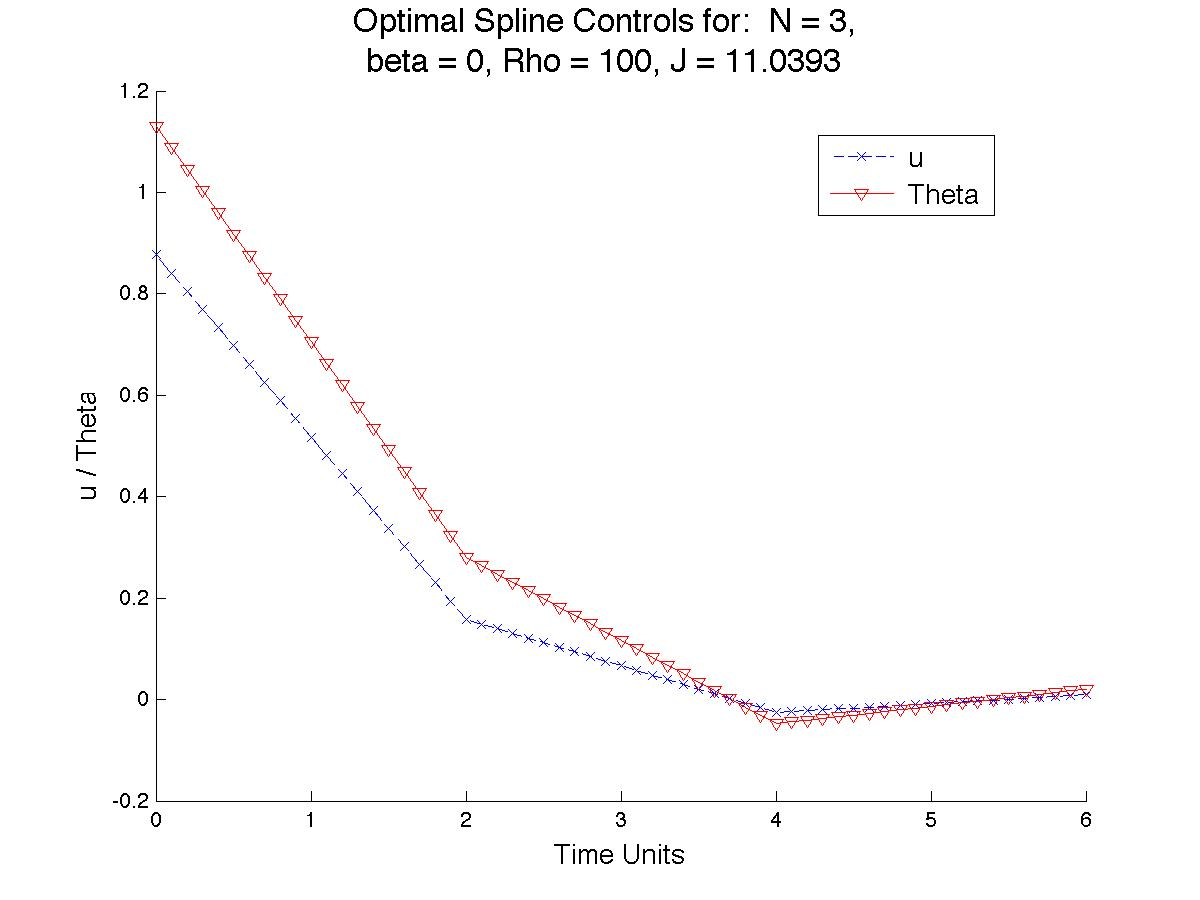 Optimal Spline Controls for: N = 3,
beta = 0, Rho = 100, J = 11.0393
u
Theta
u / Theta
1.2
1
0.8
0.6
0.4
0.2
0
-0.2
0 1 2 3 4 5 6
Time Units